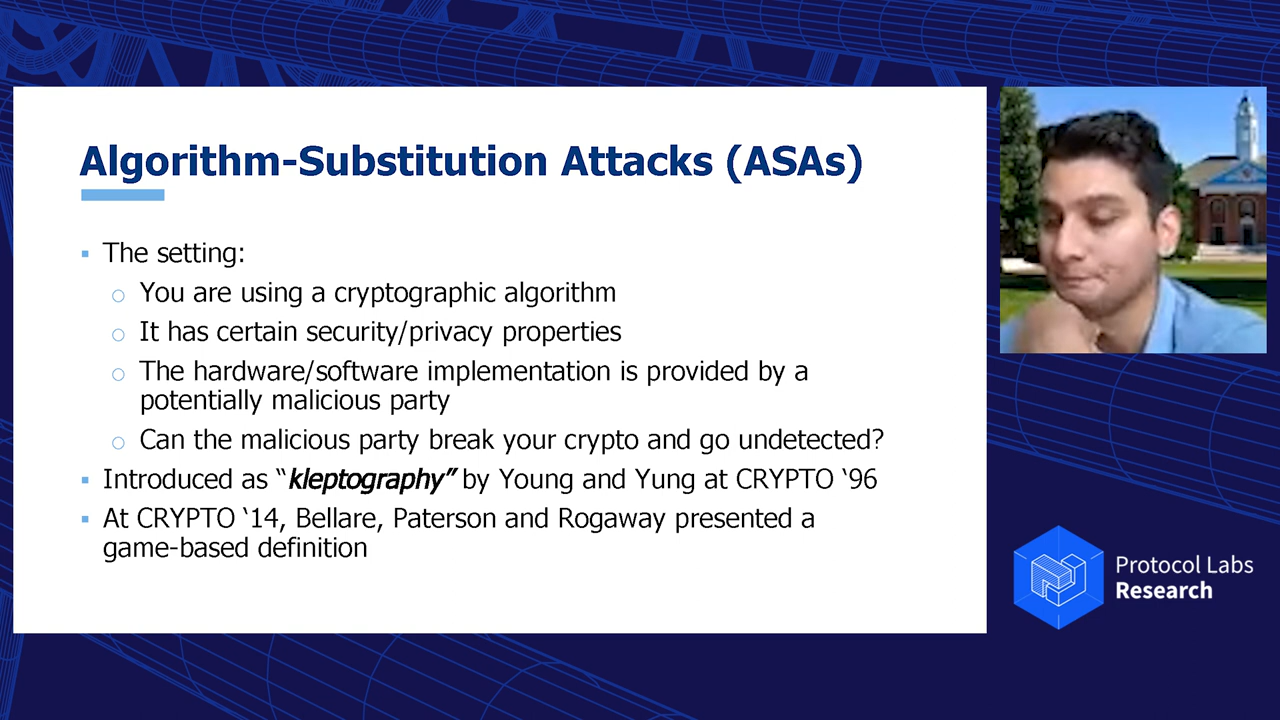 Algorithm-Substitution Attacks (ASAs)
The setting:
You are using a cryptographic algorithm
It has certain security/privacy properties
The hardware/software implementation is provided by a
potentially malicious party
Can the malicious party break your crypto and go undetected?
Introduced as “kleptography” by Young and Yung at CRYPTO ‘96
At CRYPTO ‘14, Bellare, Paterson and Rogaway presented a
game-based definition
Protocol Labs
Research